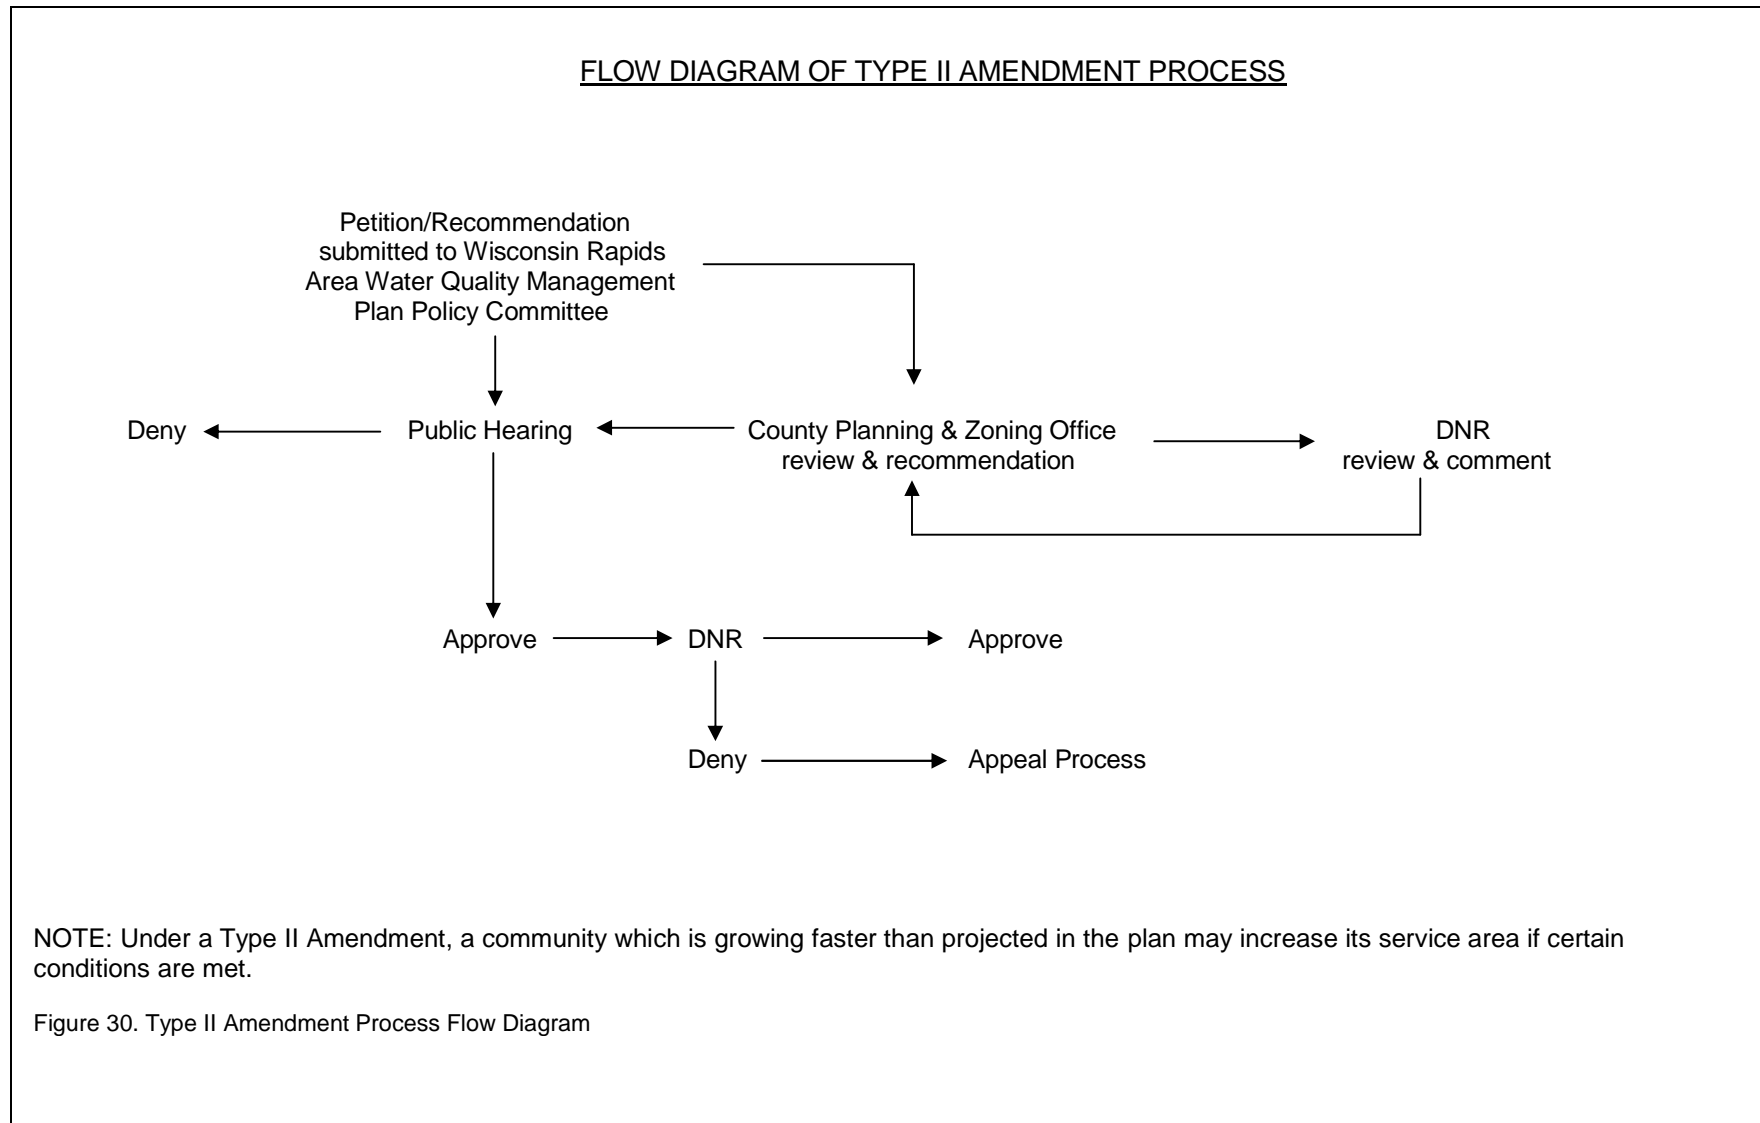 FLOW DIAGRAM OF TYPE II AMENDMENT PROCESS
Petition/Recommendation
submitted to Wisconsin Rapids
Area Water Quality Management
Plan Policy Committee
Deny
Public Hearing
County Planning & Zoning Office
review & recommendation
DNR
review & comment
Approve
DNR
Approve
Deny
Appeal Process
NOTE: Under a Type II Amendment, a community which is growing faster than projected in the plan may increase its service area if certain
conditions are met.
Figure 30. Type II Amendment Process Flow Diagram